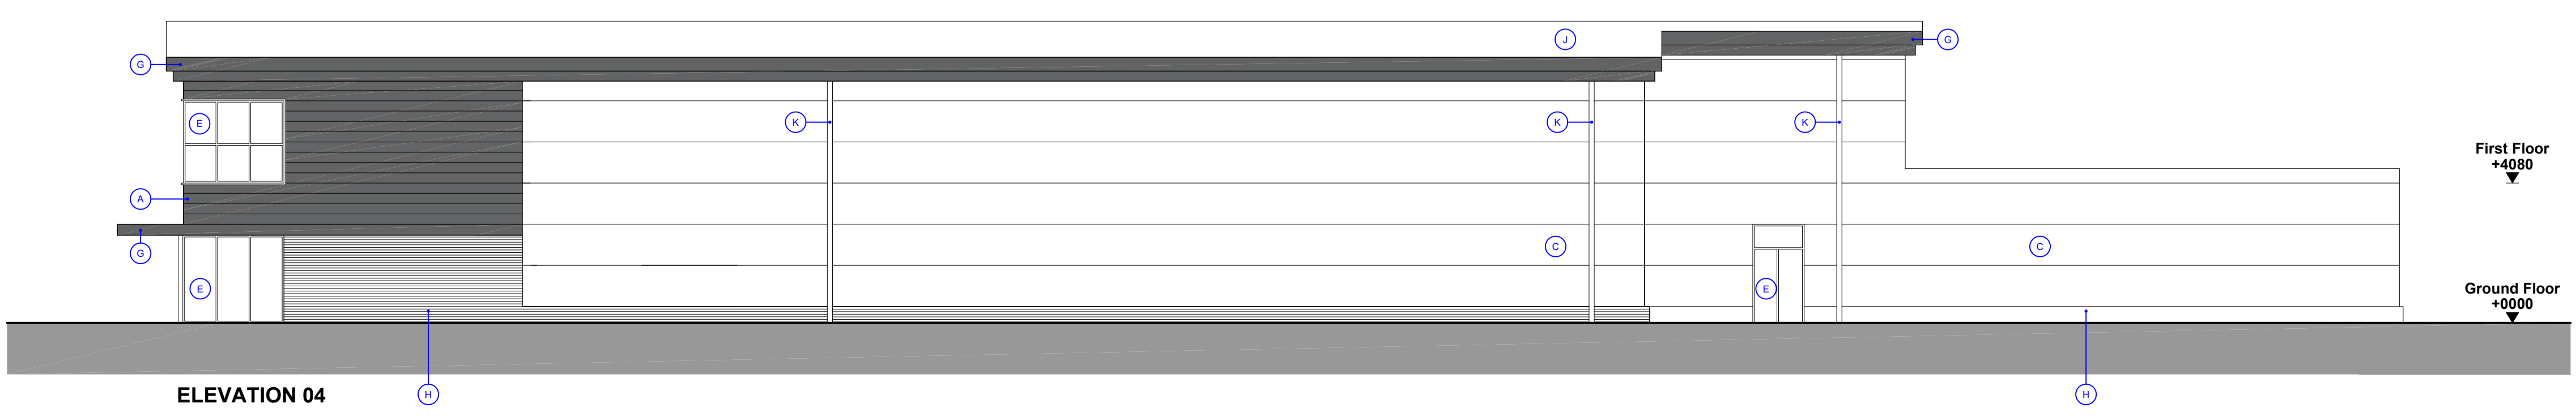 J
G
G
E
K
K
K
First Floor
+4080
A
G
C
C
E
E
Ground Floor
+0000
ELEVATION 04
H
H